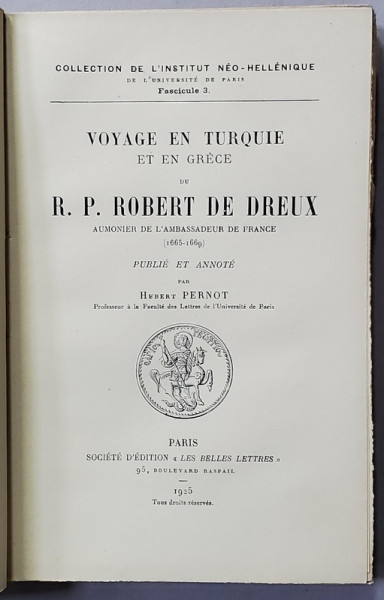 COLLECTION DE L'INSTITUT NÉO-HELLÉNIQUE
DE L'UNIVERSITÉ DE PARIS
Fascicule 3.
VOYAGE EN TURQUIE
ET EN GRÈCE
DU
R. P. ROBERT DE DREUX
AUMONIER DE L'AMBASSADEUR DE FRANCE
(1665-1669)
PUBLIÉ ET ANNOTÉ
PAR
HUBERT PERNOT
Professeur à la Faculté des Lettres de l'Université de Paris
PARIS
SOCIÉTÉ D'ÉDITION « LES BELLES LETTRES »
95, BOULEVARD RASPAIL
1925
Tous droits réservés.